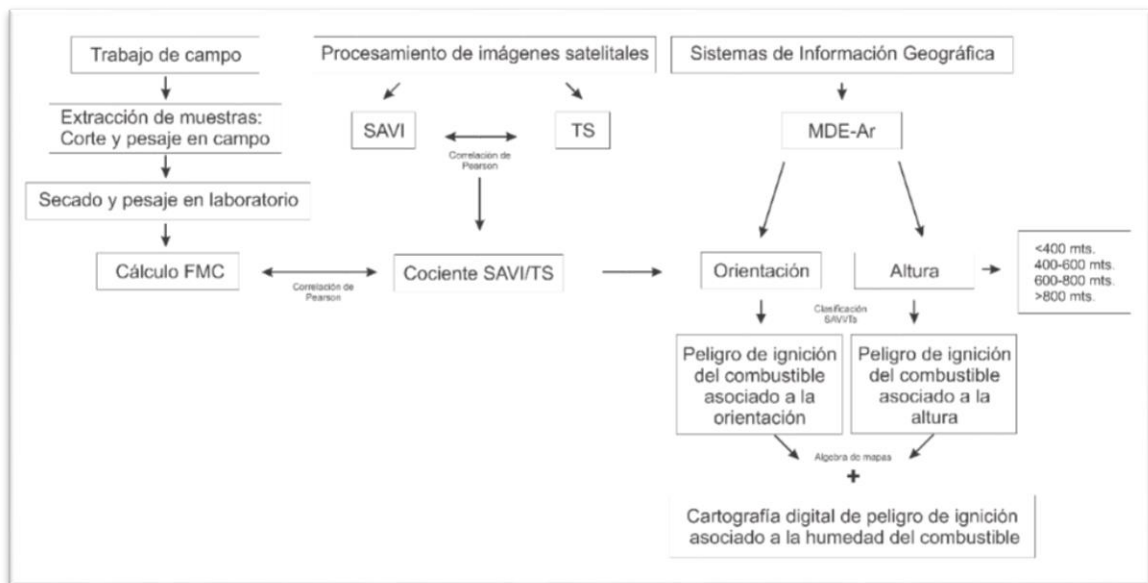 Trabajo de campo
Extracción de muestras:
Corte y pesaje en campo
Secado y pesaje en laboratorio
Cálculo FMC
Correlación de
Pearson
Procesamiento de imágenes satelitales
SAVI
TS
Correlación de
Pearson
Cociente SAVI/TS
Sistemas de Información Geográfica
MDE-Ar
Orientación
Altura
<400 mts.
400-600 mts.
600-800 mts.
>800 mts.
Clasificación
SAVI/Ts
Peligro de ignición
del combustible
asociado a la
orientación
Peligro de ignición
del combustible
asociado a la
altura
Algebra de mapas
+
Cartografía digital de peligro de ignición
asociado a la humedad del combustible